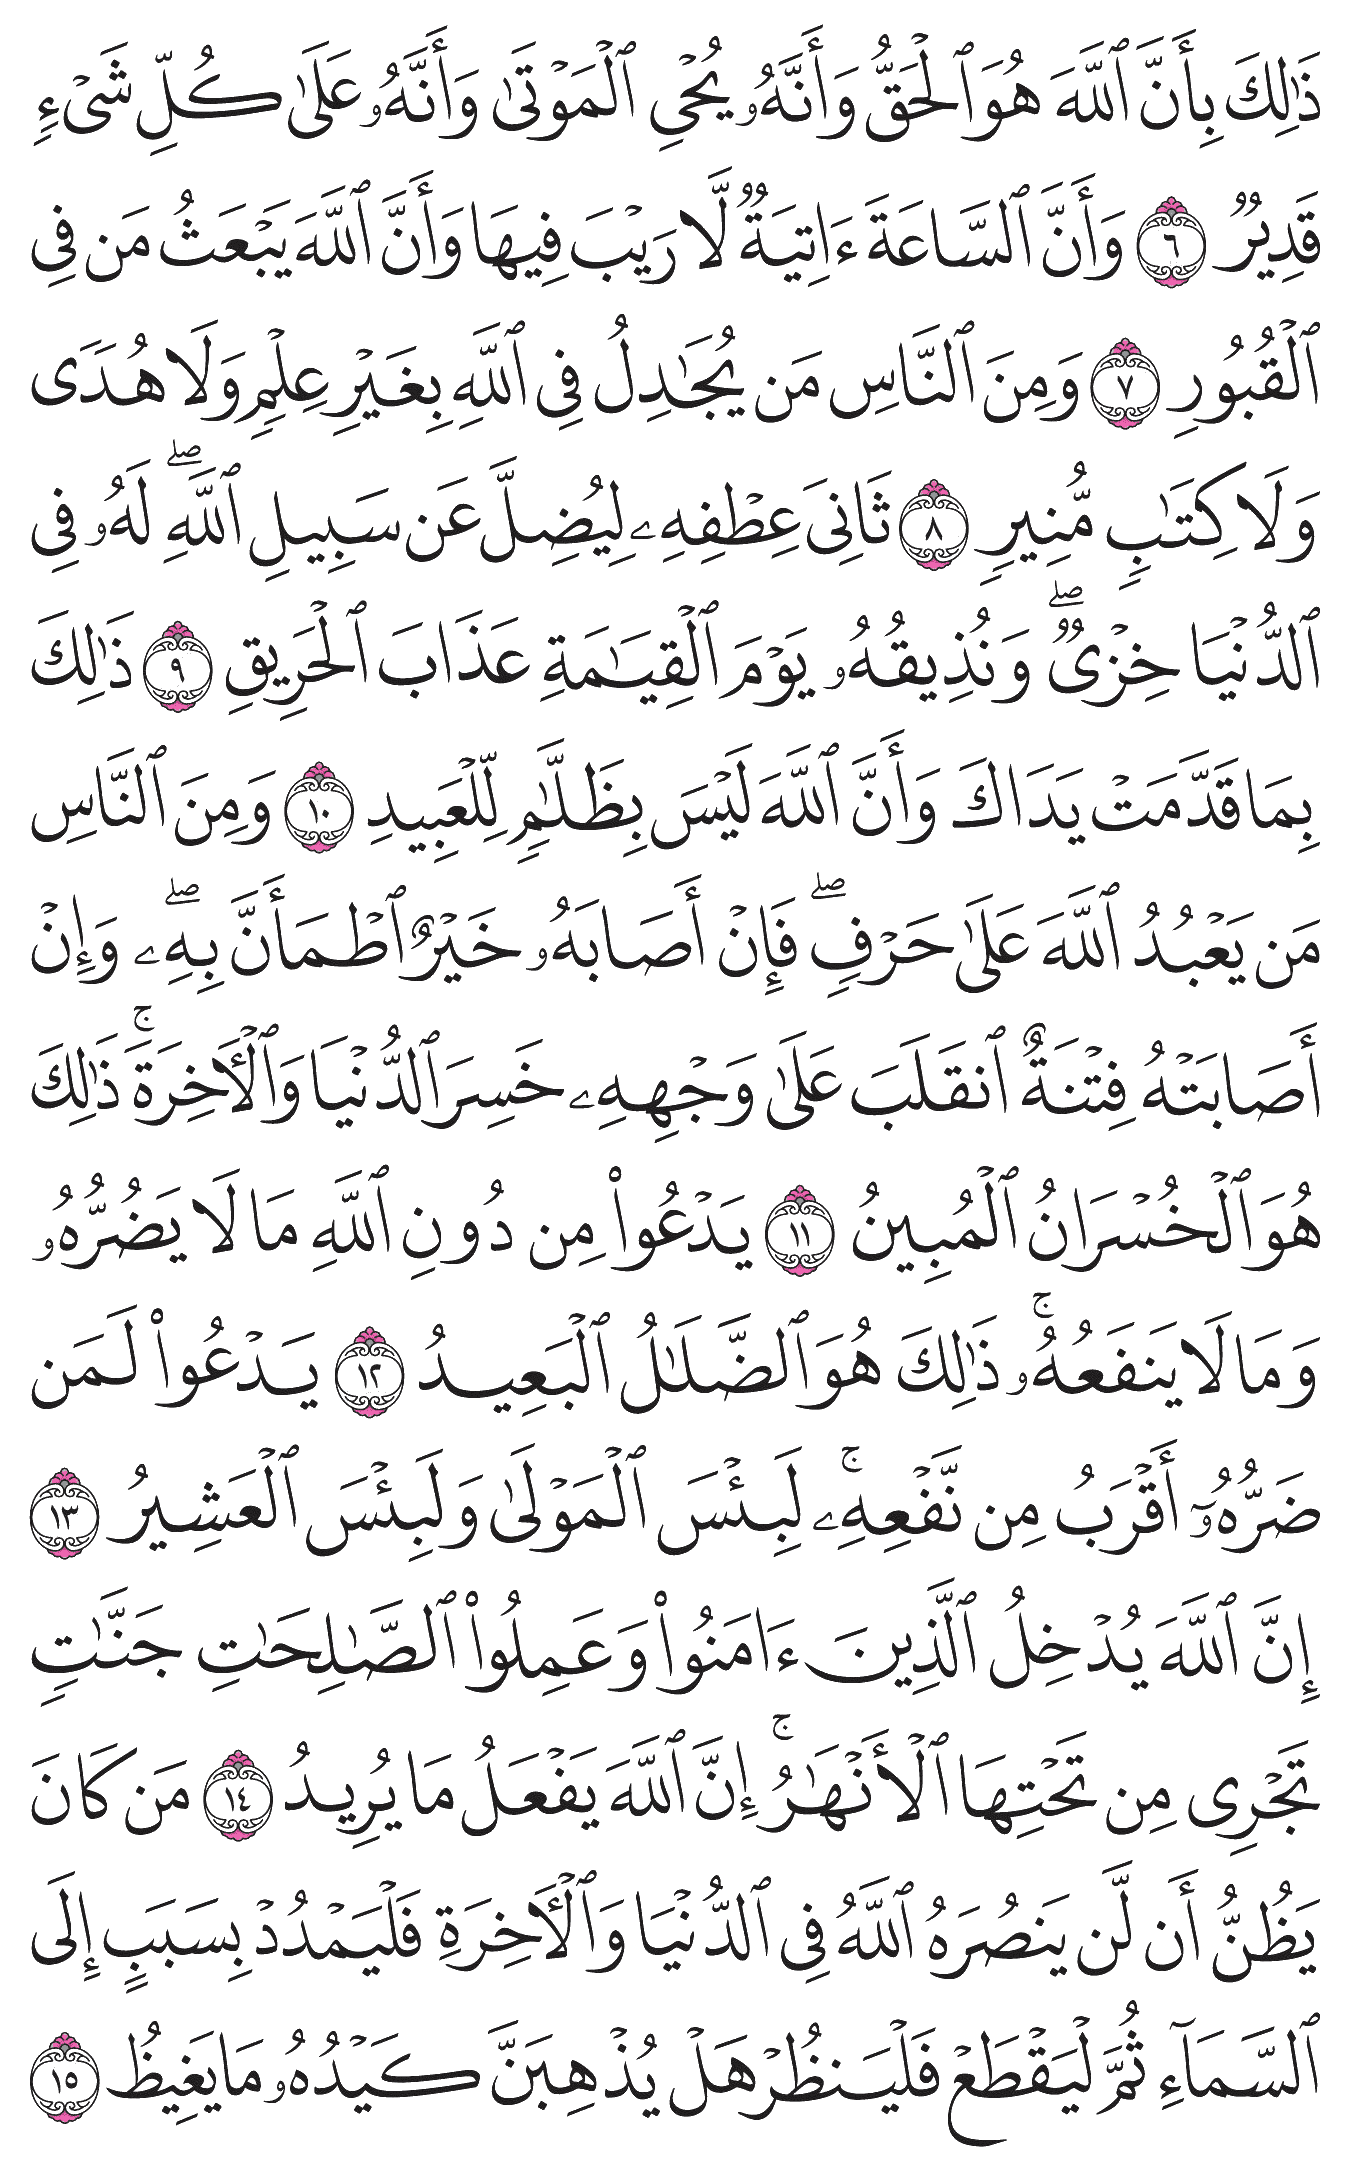 ذَٰلِكَ بِأَنَّ ٱللَّهَ هُوَ ٱلۡحَقُّ وَأَنَّهُۥ يُحۡيِ ٱلۡمَوۡتَىٰ وَأَنَّهُۥ عَلَىٰ كُلِّ شَيۡءٖ
قَدِيرٞ ٦ وَأَنَّ ٱلسَّاعَةَ ءَاتِيَةٞ لَّا رَيۡبَ فِيهَا وَأَنَّ ٱللَّهَ يَبۡعَثُ مَن فِي
ٱلۡقُبُورِ ٧ وَمِنَ ٱلنَّاسِ مَن يُجَٰدِلُ فِي ٱللَّهِ بِغَيۡرِ عِلۡمٖ وَلَا هُدٗى
وَلَا كِتَٰبٖ مُّنِيرٖ ٨ ثَانِيَ عِطۡفِهِۦ لِيُضِلَّ عَن سَبِيلِ ٱللَّهِۖ لَهُۥ فِي
ٱلدُّنۡيَا خِزۡيٞۖ وَنُذِيقُهُۥ يَوۡمَ ٱلۡقِيَٰمَةِ عَذَابَ ٱلۡحَرِيقِ ٩ ذَٰلِكَ
بِمَا قَدَّمَتۡ يَدَاكَ وَأَنَّ ٱللَّهَ لَيۡسَ بِظَلَّٰمٖ لِّلۡعَبِيدِ ١٠ وَمِنَ ٱلنَّاسِ
مَن يَعۡبُدُ ٱللَّهَ عَلَىٰ حَرۡفٖۖ فَإِنۡ أَصَابَهُۥ خَيۡرٌ ٱطۡمَأَنَّ بِهِۦۖ وَإِنۡ
أَصَابَتۡهُ فِتۡنَةٌ ٱنقَلَبَ عَلَىٰ وَجۡهِهِۦ خَسِرَ ٱلدُّنۡيَا وَٱلۡأٓخِرَةَۚ ذَٰلِكَ
هُوَ ٱلۡخُسۡرَانُ ٱلۡمُبِينُ ١١ يَدۡعُواْ مِن دُونِ ٱللَّهِ مَا لَا يَضُرُّهُۥ
وَمَا لَا يَنفَعُهُۥۚ ذَٰلِكَ هُوَ ٱلضَّلَٰلُ ٱلۡبَعِيدُ ١٢ يَدۡعُواْ لَمَن
ضَرُّهُۥٓ أَقۡرَبُ مِن نَّفۡعِهِۦۚ لَبِئۡسَ ٱلۡمَوۡلَىٰ وَلَبِئۡسَ ٱلۡعَشِيرُ ١٣
إِنَّ ٱللَّهَ يُدۡخِلُ ٱلَّذِينَ ءَامَنُواْ وَعَمِلُواْ ٱلصَّٰلِحَٰتِ جَنَّٰتٖ
تَجۡرِي مِن تَحۡتِهَا ٱلۡأَنۡهَٰرُۚ إِنَّ ٱللَّهَ يَفۡعَلُ مَا يُرِيدُ ١٤ مَن كَانَ
يَظُنُّ أَن لَّن يَنصُرَهُ ٱللَّهُ فِي ٱلدُّنۡيَا وَٱلۡأٓخِرَةِ فَلۡيَمۡدُدۡ بِسَبَبٍ إِلَى
ٱلسَّمَآءِ ثُمَّ لۡيَقۡطَعۡ فَلۡيَنظُرۡ هَلۡ يُذۡهِبَنَّ كَيۡدُهُۥ مَا يَغِيظُ ١٥